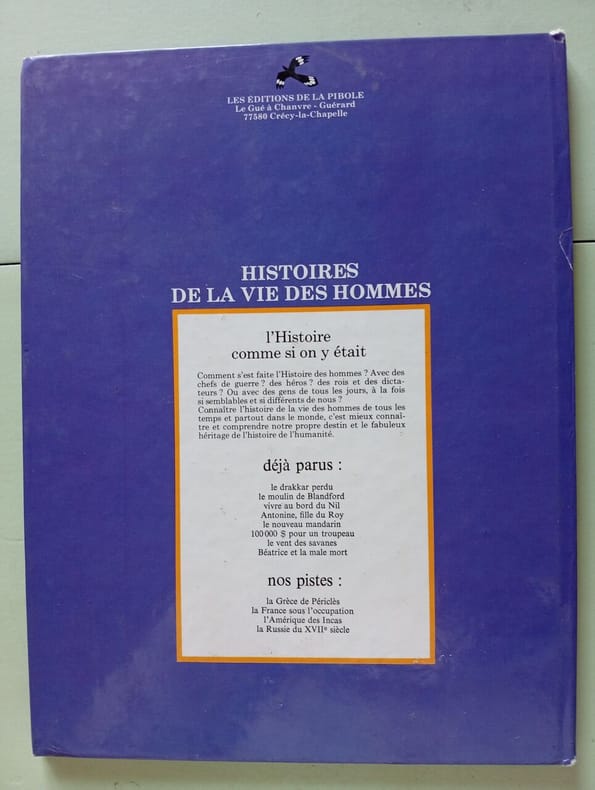 LES ÉDITIONS DE LA PIBOLE
Le Gué à Chanvre - Guérard
77580 Crécy-la-Chapelle
HISTOIRES
DE LA VIE DES HOMMES
l'Histoire
comme si on y était
Comment s'est faite l'Histoire des hommes ? Avec des
chefs de guerre ? des héros ? des rois et des dicta-
teurs ? Ou avec des gens de tous les jours, à la fois
si semblables et si différents de nous ?
Connaître l'histoire de la vie des hommes de tous les
temps et partout dans le monde, c'est mieux connaî-
tre et comprendre notre propre destin et le fabuleux
héritage de l'histoire de l'humanité.
déjà parus :
le drakkar perdu
le moulin de Blandford
vivre au bord du Nil
Antonine, fille du Roy
le nouveau mandarin
100 000 $ pour un troupeau
le vent des savanes
Béatrice et la male mort
nos pistes :
la Grèce de Périclès
la France sous l'occupation
l'Amérique des Incas
la Russie du XVIIe siècle